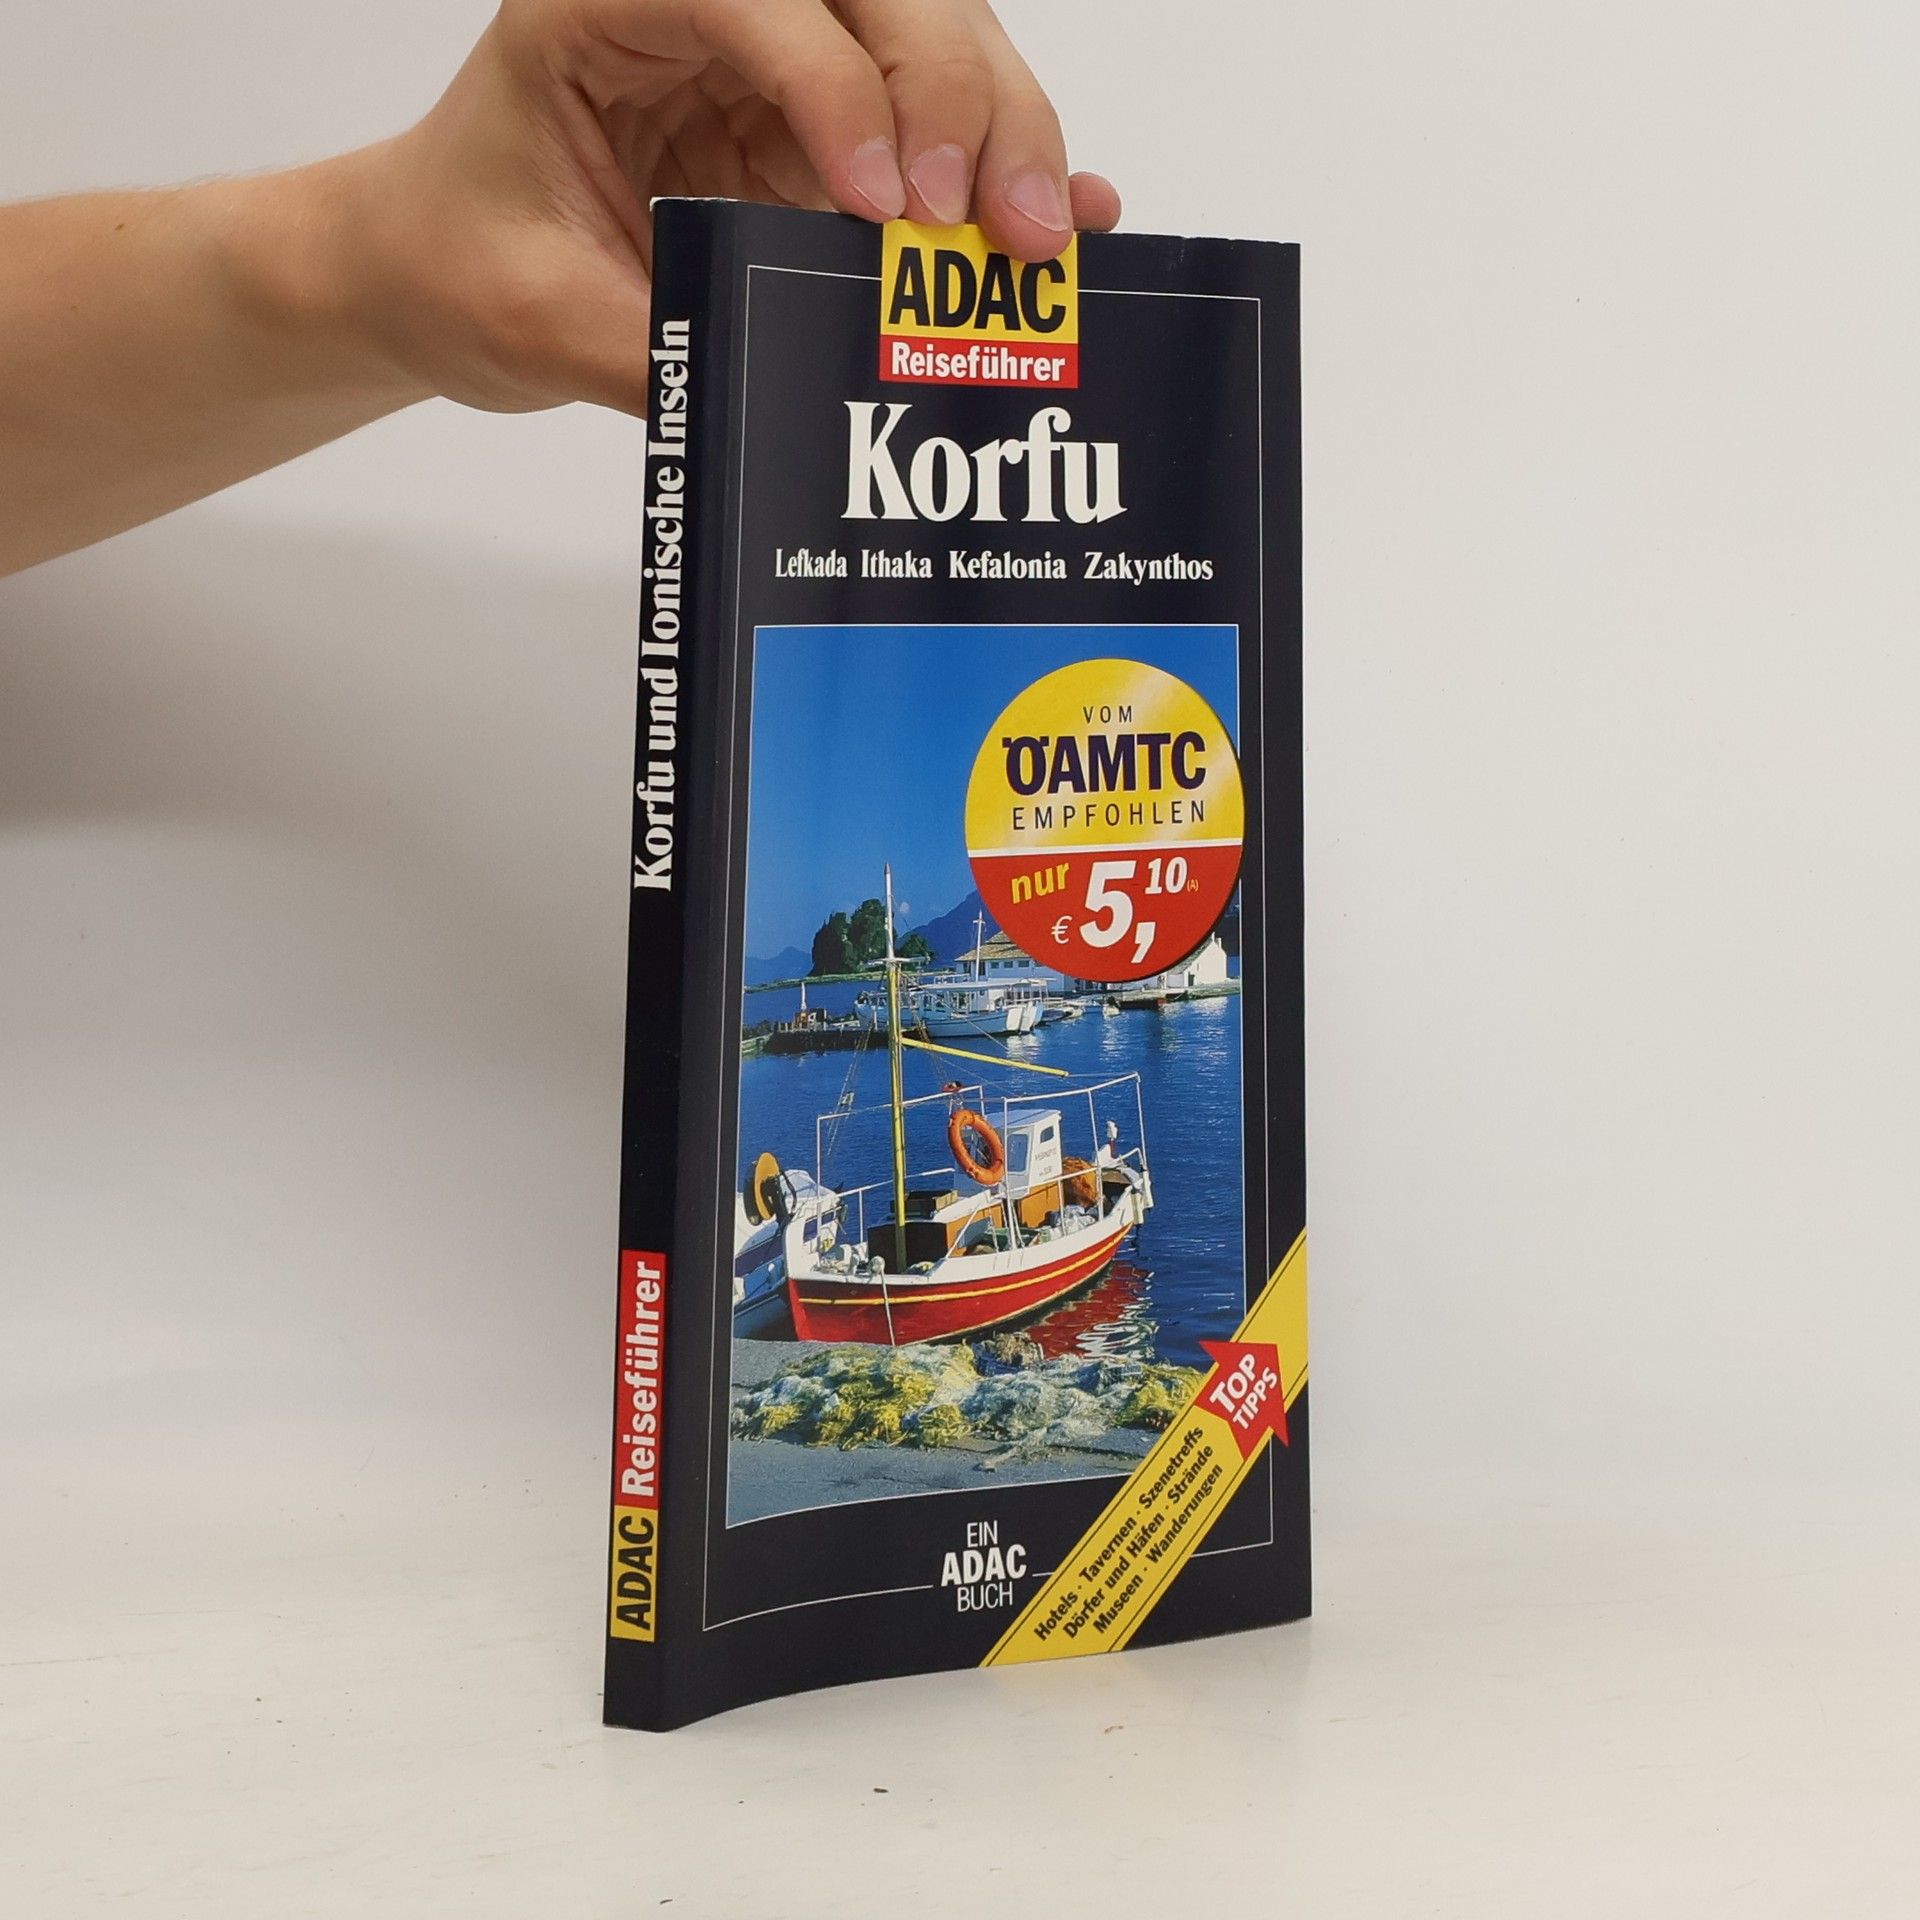 ADAC
Reiseführer
Korfu
Lefkada Ithaka Kefalonia Zakynthos
VOM
ÖAMTC
EMPFOHLEN
nur
€ 5,10 (A)
TOP
TIPPS
Hotels · Tavernen · Szenetreffs
Dörfer und Häfen · Strände
Museen · Wanderungen
EIN
ADAC
BUCH
Korfu und Ionische Inseln
ADAC Reiseführer